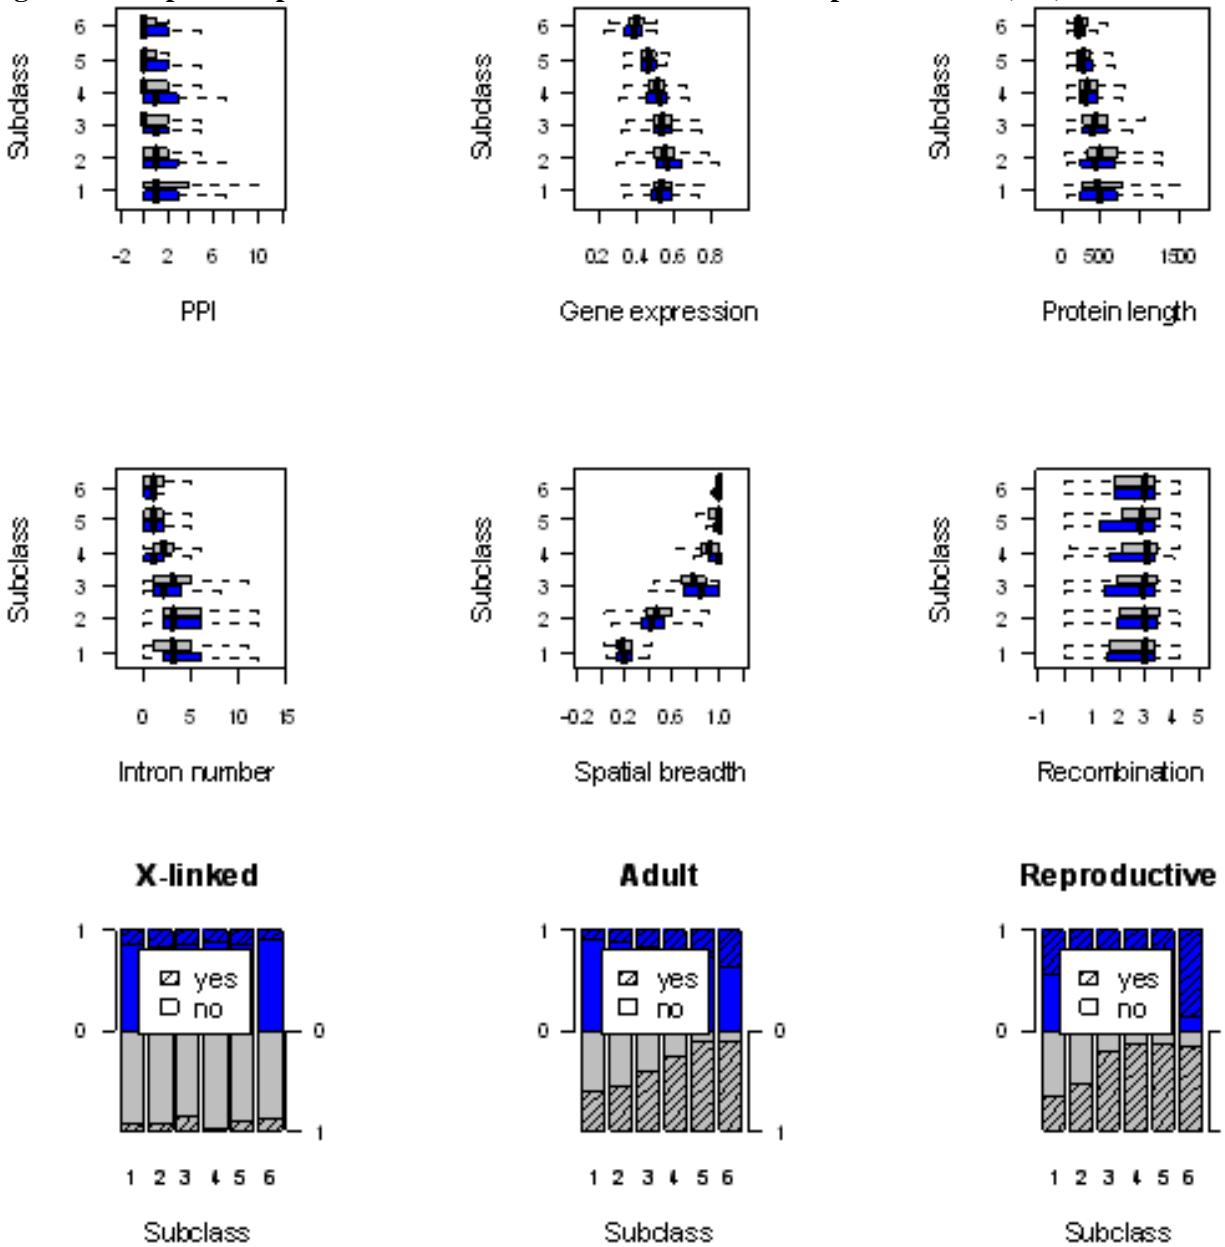 6
5
4
3
2
1
Subclass
-2 2 6 10
PPI
6
5
4
3
2
1
Subclass
0.2 0.4 0.6 0.8
Gene expression
6
5
4
3
2
1
Subclass
0 500 1500
Protein length
6
5
4
3
2
1
Subclass
0 5 10 15
Intron number
6
5
4
3
2
1
Subclass
-0.2 0.2 0.6 1.0
Spatial breadth
6
5
4
3
2
1
Subclass
-1 1 2 3 4 5
Recombination
X-linked
1
0
yes
no
0
1
1 2 3 4 5 6
Subclass
Adult
1
0
yes
no
0
1
1 2 3 4 5 6
Subclass
Reproductive
1
0
yes
no
1 2 3 4 5 6
Subclass